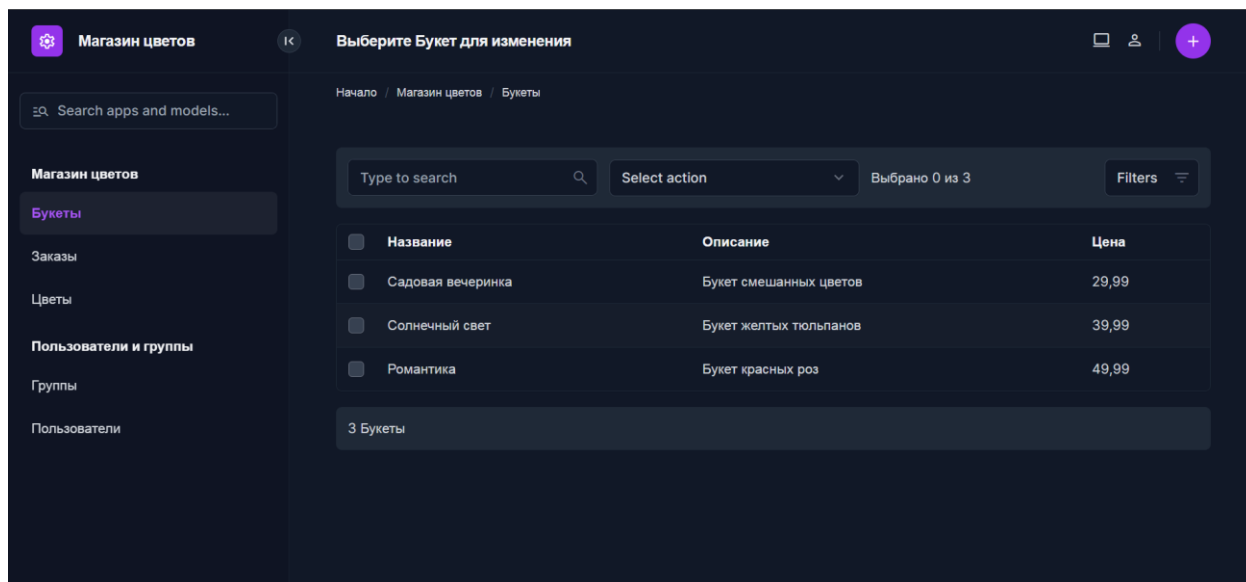 Магазин цветов
Выберите Букет для изменения
Начало / Магазин цветов / Букеты
Search apps and models...
Магазин цветов
Букеты
Заказы
Цветы
Пользователи и группы
Группы
Пользователи
Type to search
Select action
Выбрано 0 из 3
Filters
Название Описание Цена
Садовая вечеринка Букет смешанных цветов 29,99
Солнечный свет Букет желтых тюльпанов 39,99
Романтика Букет красных роз 49,99
3 Букеты